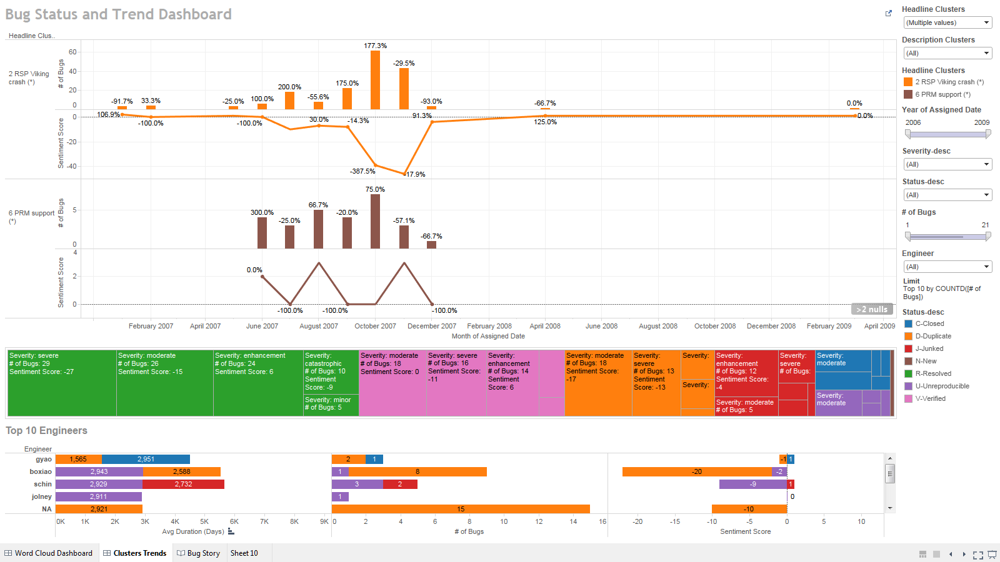 Bug Status and Trend Dashboard
Headline Clus..
2 RSP Viking
crash (*)
# of Bugs
60
40
20
0
-91.7%
33.3%
-25.0%
100.0%
200.0%
-55.6%
175.0%
177.3%
-29.5%
-93.0%
-66.7%
0.0%
Sentiment Score
0
-20
-40
106.9%
-100.0%
-100.0%
30.0%
-14.3%
-387.5%
-17.9%
91.3%
125.0%
0.0%
6 PRM support
(*)
# of Bugs
5
0
300.0%
-25.0%
66.7%
-20.0%
75.0%
-57.1%
-66.7%
Sentiment Score
4
2
0
0.0%
-100.0%
-100.0%
-100.0%
>2 nulls
February 2007
April 2007
June 2007
August 2007
October 2007
December 2007
February 2008
April 2008
June 2008
August 2008
October 2008
December 2008
February 2009
April 2009
Month of Assigned Date
Severity: severe
# of Bugs: 29
Sentiment Score: -27
Severity: moderate
# of Bugs: 26
Sentiment Score: -15
Severity: enhancement
# of Bugs: 24
Sentiment Score: 6
Severity:
catastrophic
# of Bugs: 10
Sentiment
Score: -9
Severity: minor
# of Bugs: 5
Severity: moderate
# of Bugs: 18
Sentiment Score: 0
Severity: severe
# of Bugs: 16
Sentiment Score:
-11
Severity:
enhancement
# of Bugs: 14
Sentiment
Score: 6
Severity: moderate
# of Bugs: 18
Sentiment Score:
-17
Severity:
severe
# of Bugs: 13
Sentiment
Score: -13
Severity:
Severity:
Severity:
enhancement
# of Bugs: 12
Sentiment Score:
-4
Severity: moderate
# of Bugs: 5
Severity:
severe
# of Bugs:
Severity:
moderate
Severity:
moderate
Top 10 Engineers
Engineer
gyao
1,565
2,951
2
1
-1
1
boxiao
2,943
2,588
1
8
-20
-2
schin
2,929
2,732
3
2
-9
1
jolney
2,911
1
0
NA
2,921
15
-10
0K
1K
2K
3K
4K
5K
6K
7K
8K
9K
0
2
4
6
8
10
12
14
16
-20
-15
-10
-5
0
5
10
Avg Duration (Days)
# of Bugs
Sentiment Score
Headline Clusters
(Multiple values)
Description Clusters
(All)
Headline Clusters
2 RSP Viking crash (*)
6 PRM support (*)
Year of Assigned Date
2006
2009
Severity-desc
(All)
Status-desc
(All)
# of Bugs
1
21
Engineer
(All)
Limit
Top 10 by COUNTD([# of
Bugs])
Status-desc
C-Closed
D-Duplicate
J-Junked
N-New
R-Resolved
U-Unreproducible
V-Verified
Word Cloud Dashboard
Clusters Trends
Bug Story
Sheet 10